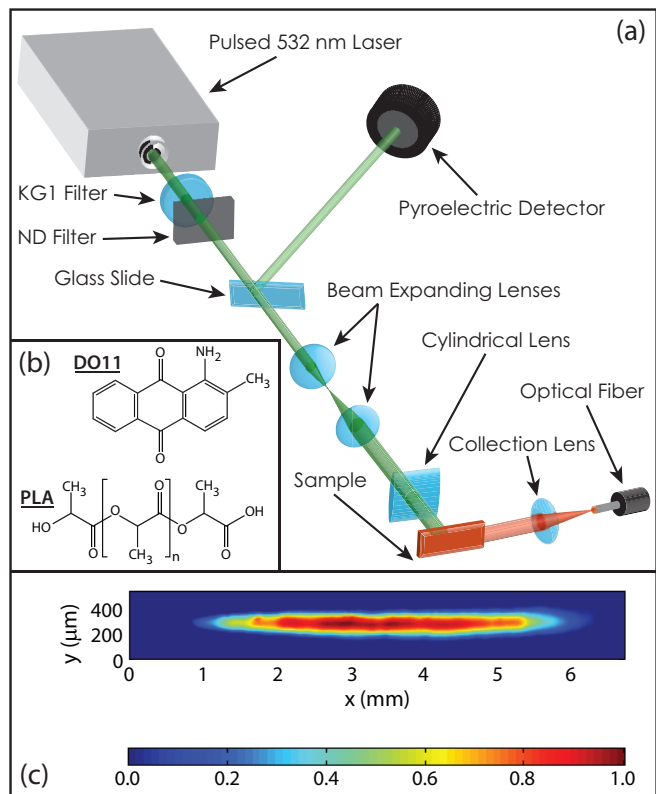 (a)
Pulsed 532 nm Laser
KG1 Filter
ND Filter
Glass Slide
Pyroelectric Detector
Beam Expanding Lenses
Cylindrical Lens
Optical Fiber
Collection Lens
Sample
(b)
DO11
O
NH2
CH3
O
PLA
CH3
O
CH3
HO
O
O
OH
O
CH3
n
O
y (μm)
400
200
0
0 1 2 3 4 5 6
x (mm)
(c)
0.0 0.2 0.4 0.6 0.8 1.0